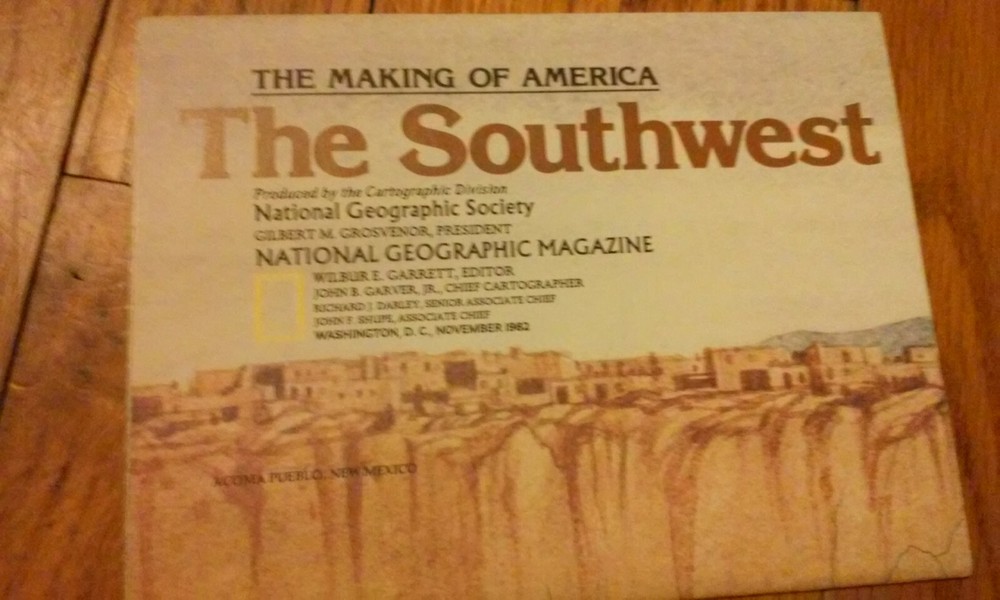 THE MAKING OF AMERICA
The Southwest
Produced by the Cartographic Division
National Geographic Society
GILBERT M. GROSVENOR, PRESIDENT
NATIONAL GEOGRAPHIC MAGAZINE
WILBUR E. GARRETT, EDITOR
JOHN B. GARVER, JR., CHIEF CARTOGRAPHER
RICHARD J. DARLEY, SENIOR ASSOCIATE CHIEF
JOHN F. SHUPE, ASSOCIATE CHIEF
WASHINGTON, D. C., NOVEMBER 1982
ACOMA PUEBLO, NEW MEXICO